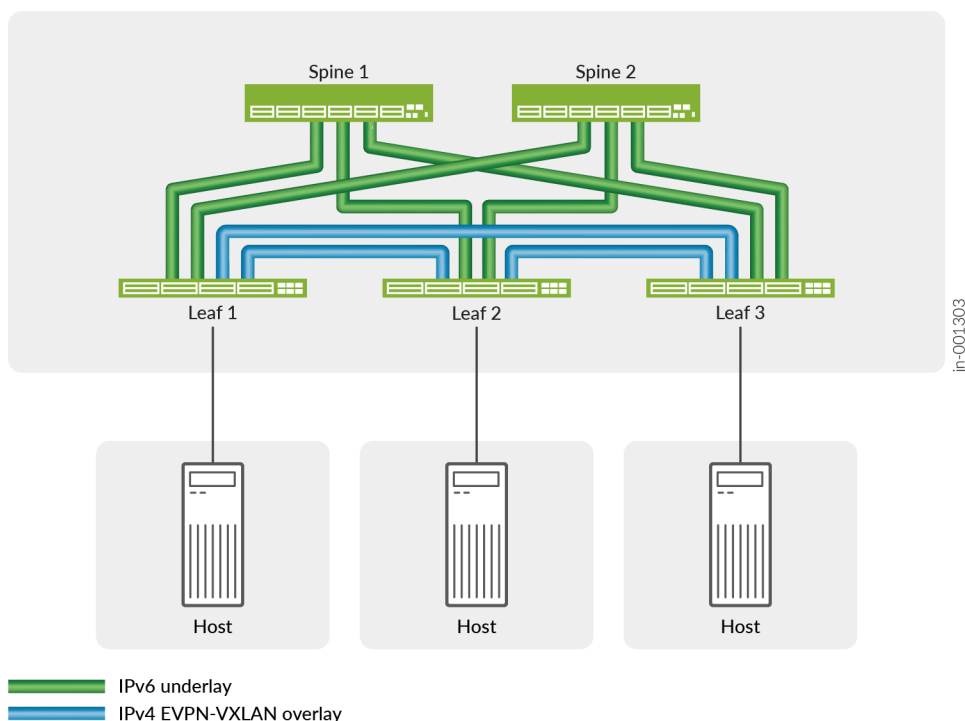 Spine 1
Spine 2
Leaf 1
Leaf 2
Leaf 3
in-001303
Host
Host
Host
IPv6 underlay
IPv4 EVPN-VXLAN overlay